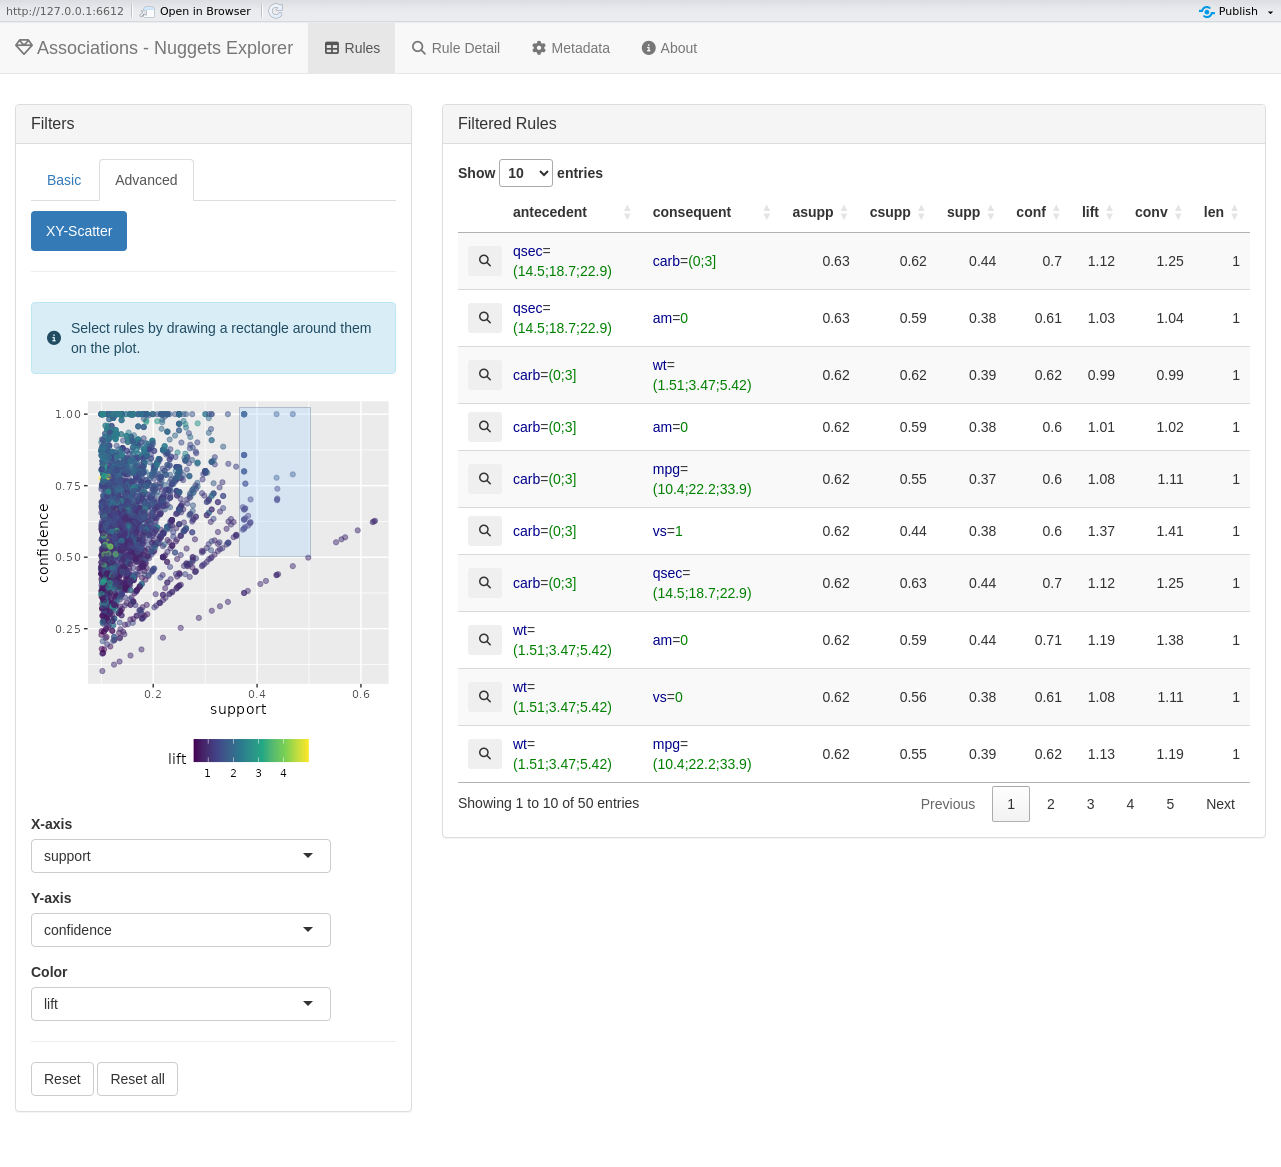 http://127.0.0.1:6612 Open in Browser Publish
Associations - Nuggets Explorer Rules Rule Detail Metadata About
Filters
Basic Advanced
XY-Scatter
Select rules by drawing a rectangle around them
on the plot.
1.00
0.75
0.50
0.25
confidence
0.2 0.4 0.6
support
lift
1 2 3 4
X-axis
support
Y-axis
confidence
Color
lift
Reset Reset all
Filtered Rules
Show 10 entries
antecedent consequent asupp csupp supp conf lift conv len
qsec=
(14.5;18.7;22.9) carb=(0;3] 0.63 0.62 0.44 0.7 1.12 1.25 1
qsec=
(14.5;18.7;22.9) am=0 0.63 0.59 0.38 0.61 1.03 1.04 1
carb=(0;3] wt=
(1.51;3.47;5.42) 0.62 0.62 0.39 0.62 0.99 0.99 1
carb=(0;3] am=0 0.62 0.59 0.38 0.6 1.01 1.02 1
carb=(0;3] mpg=
(10.4;22.2;33.9) 0.62 0.55 0.37 0.6 1.08 1.11 1
carb=(0;3] vs=1 0.62 0.44 0.38 0.6 1.37 1.41 1
carb=(0;3] qsec=
(14.5;18.7;22.9) 0.62 0.63 0.44 0.7 1.12 1.25 1
wt=
(1.51;3.47;5.42) am=0 0.62 0.59 0.44 0.71 1.19 1.38 1
wt=
(1.51;3.47;5.42) vs=0 0.62 0.56 0.38 0.61 1.08 1.11 1
wt= mpg=
(1.51;3.47;5.42) (10.4;22.2;33.9) 0.62 0.55 0.39 0.62 1.13 1.19 1
Showing 1 to 10 of 50 entries Previous 1 2 3 4 5 Next